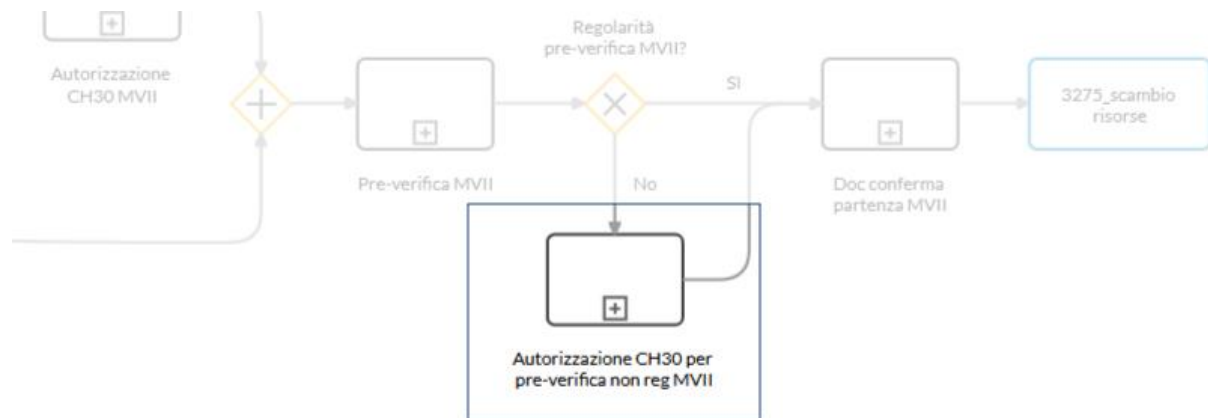 Autorizzazione
CH30 MVII
Pre-verifica MVII
Regolarità
pre-verifica MVII?
SI
No
Doc conferma
partenza MVII
3275_scambio
risorse
Autorizzazione CH30 per
pre-verifica non reg MVII